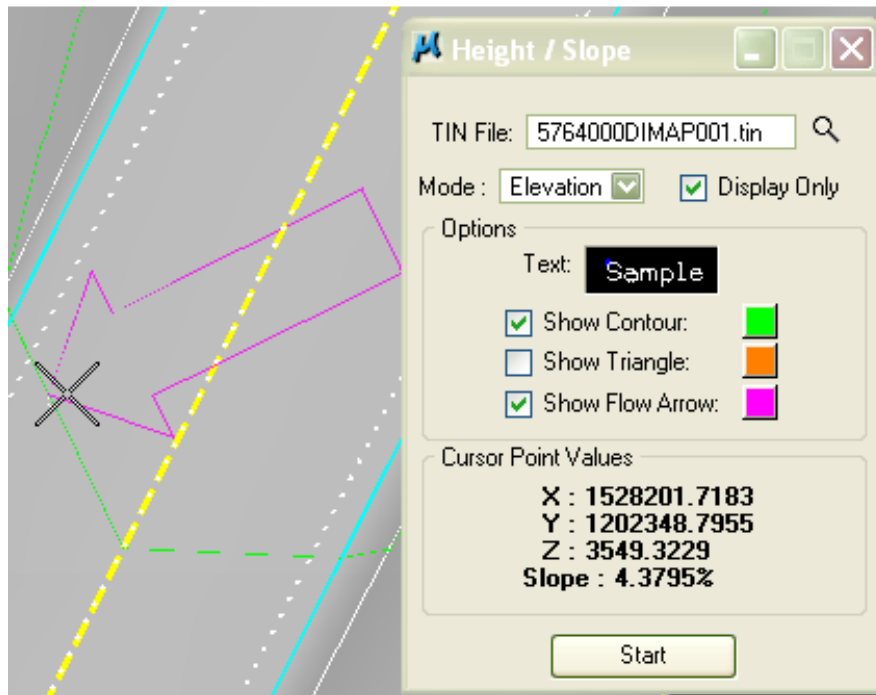 Height / Slope
TIN File: 5764000DIMAP001.tin
Mode : Elevation Display Only
Options
Text: Sample
Show Contour:
Show Triangle:
Show Flow Arrow:
Cursor Point Values
X : 1528201.7183
Y : 1202348.7955
Z : 3549.3229
Slope : 4.3795%
Start